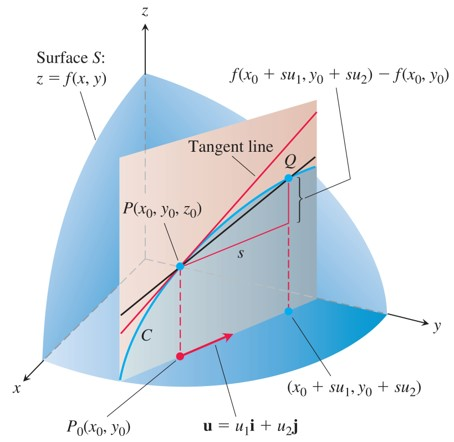 z
Surface S:
z = f(x, y)
f(x₀ + su₁, y₀ + su₂) − f(x₀, y₀)
Tangent line
Q
P(x₀, y₀, z₀)
s
C
y
x
(x₀ + su₁, y₀ + su₂)
P₀(x₀, y₀)
u = u₁i + u₂j